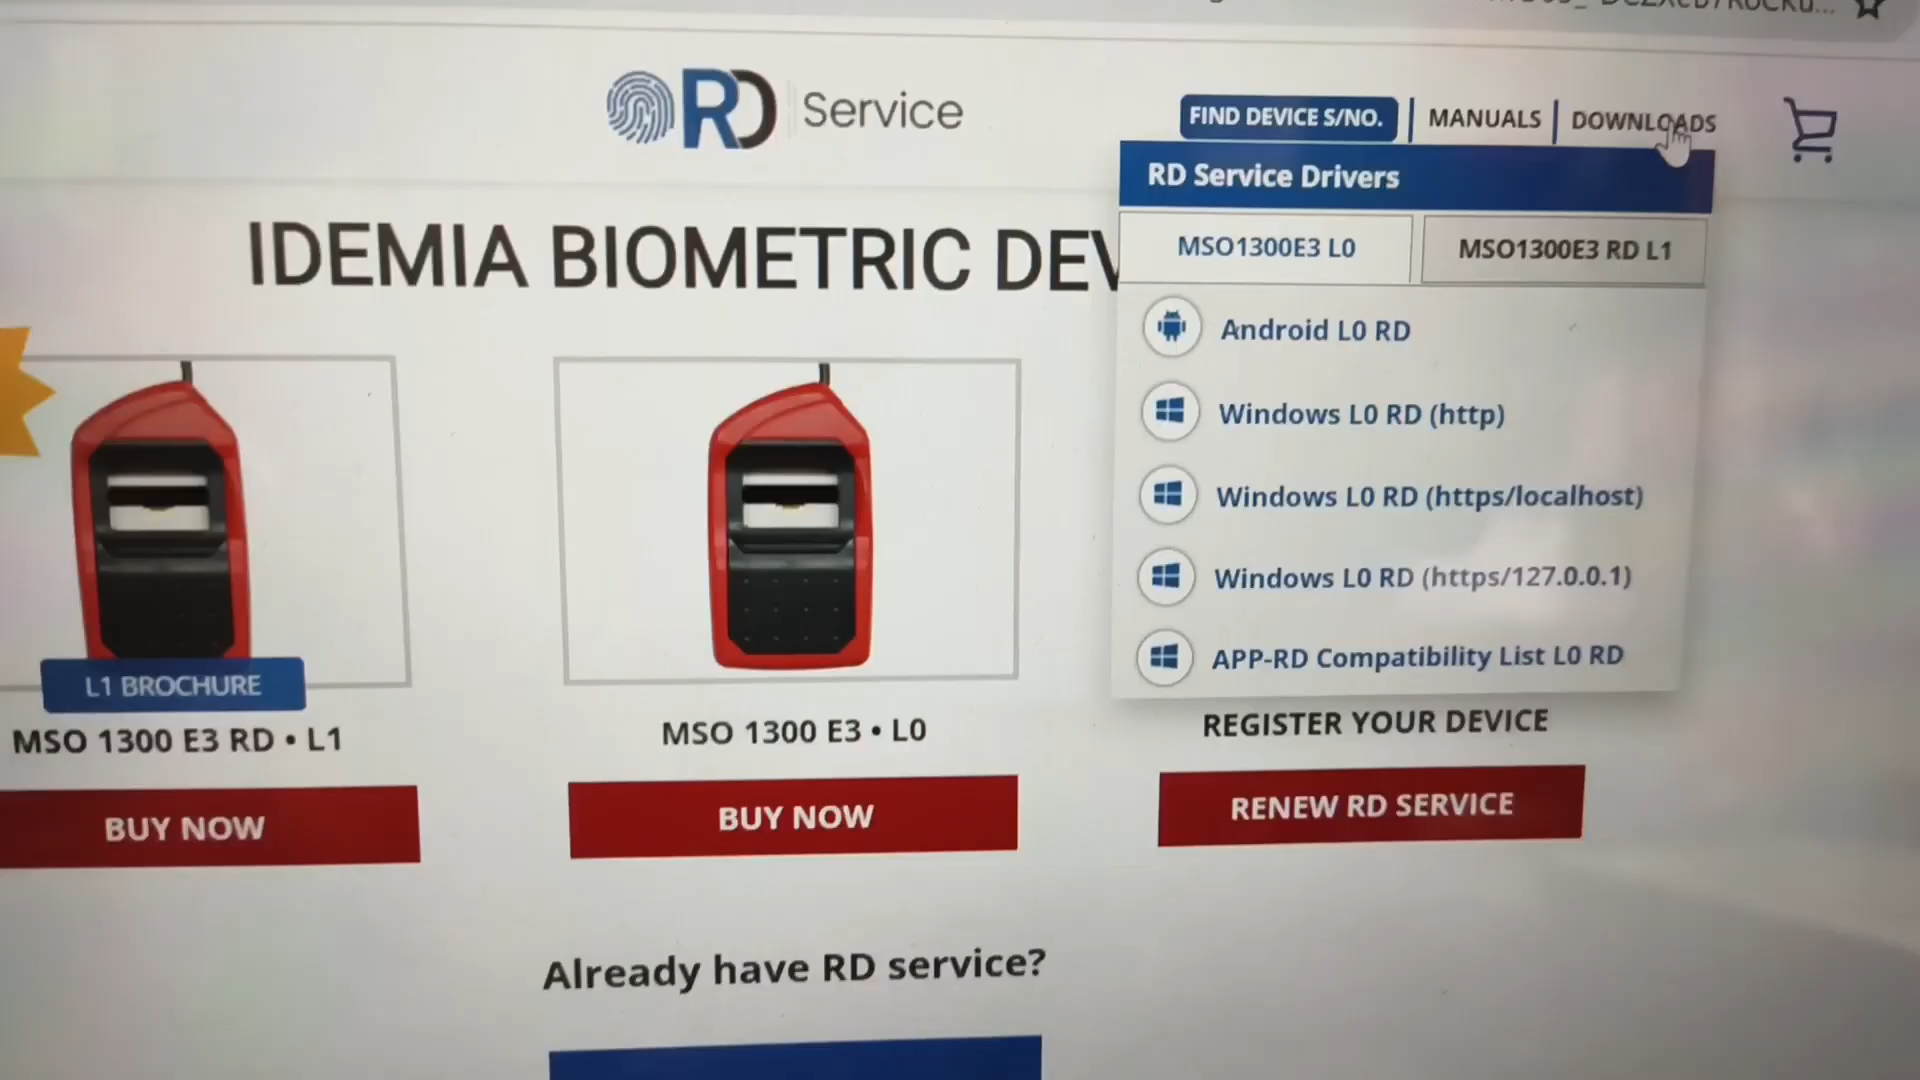 RD Service
FIND DEVICE S/NO.
MANUALS
DOWNLOADS
RD Service Drivers
MSO1300E3 L0
MSO1300E3 RD L1
IDEMIA BIOMETRIC DEV
Android L0 RD
Windows L0 RD (http)
Windows L0 RD (https/localhost)
Windows L0 RD (https/127.0.0.1)
APP-RD Compatibility List L0 RD
L1 BROCHURE
MSO 1300 E3 RD • L1
MSO 1300 E3 • L0
REGISTER YOUR DEVICE
BUY NOW
BUY NOW
RENEW RD SERVICE
Already have RD service?